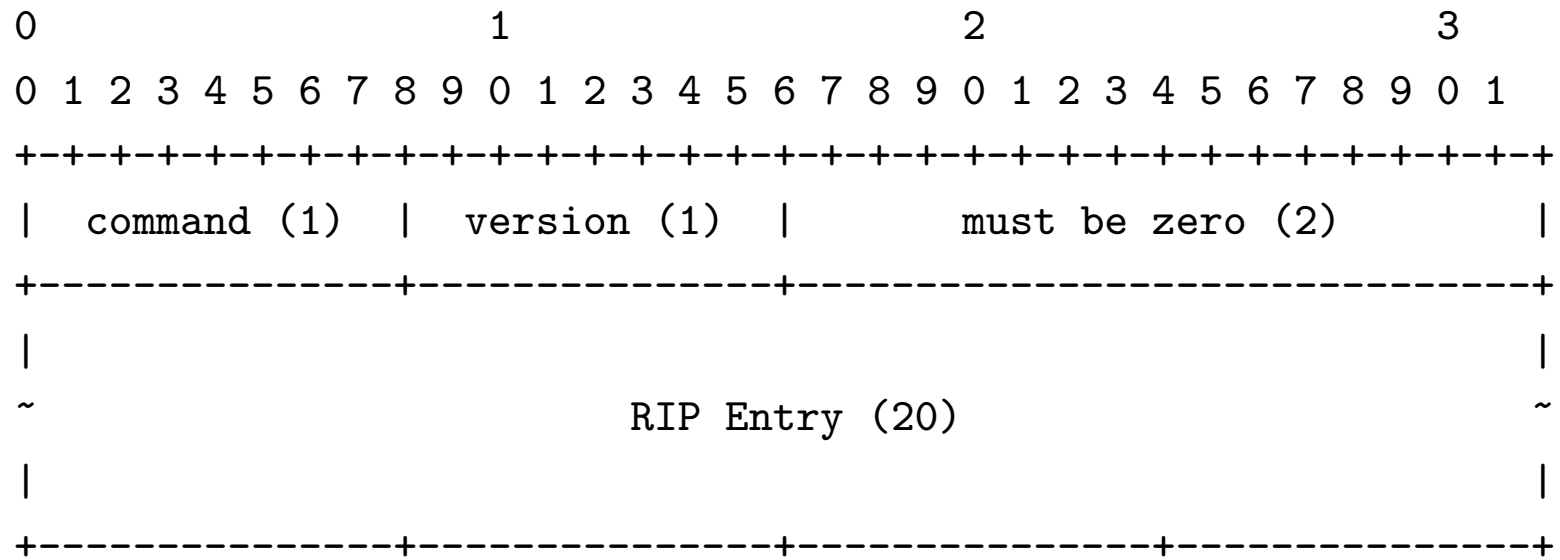 0                   1                   2                   3
0 1 2 3 4 5 6 7 8 9 0 1 2 3 4 5 6 7 8 9 0 1 2 3 4 5 6 7 8 9 0 1
+-+-+-+-+-+-+-+-+-+-+-+-+-+-+-+-+-+-+-+-+-+-+-+-+-+-+-+-+-+-+-+-+
|  command (1)  |  version (1)  |       must be zero (2)        |
+---------------+---------------+-------------------------------+
|                                                               |
~                         RIP Entry (20)                        ~
|                                                               |
+---------------+---------------+---------------+---------------+